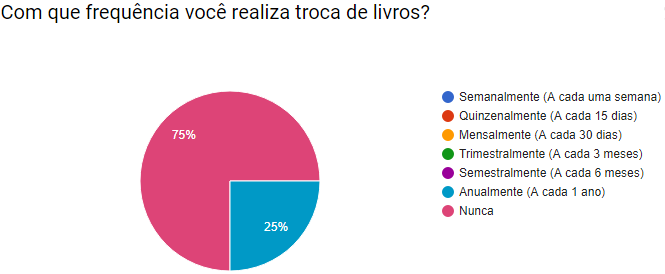 Com que frequência você realiza troca de livros?
75%
25%
Semanalmente (A cada uma semana)
Quinzenalmente (A cada 15 dias)
Mensalmente (A cada 30 dias)
Trimestralmente (A cada 3 meses)
Semestralmente (A cada 6 meses)
Anualmente (A cada 1 ano)
Nunca